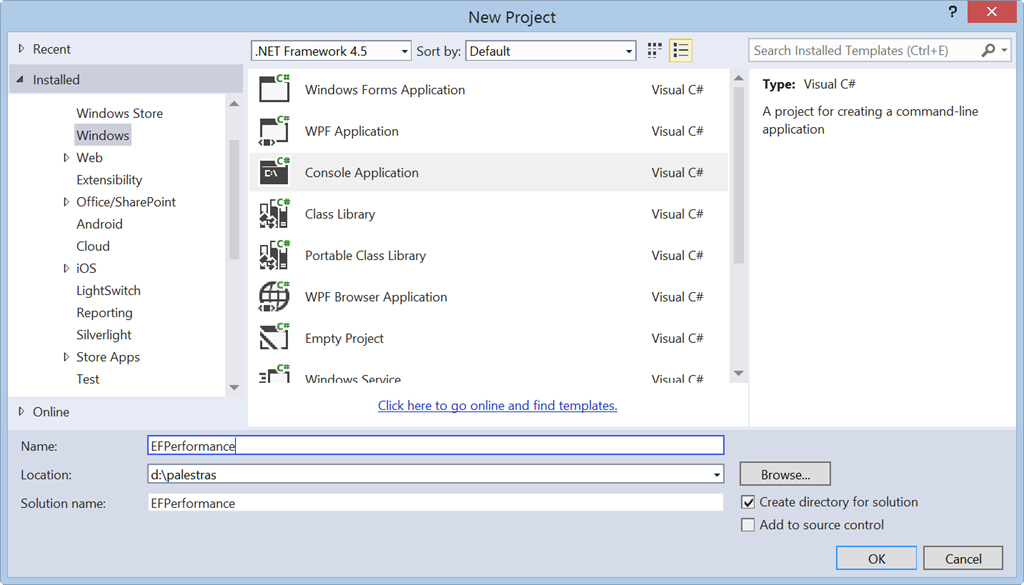 New Project
?
Recent
.NET Framework 4.5
Sort by:
Default
Search Installed Templates (Ctrl+E)
Installed
Windows Store
Windows
Web
Extensibility
Office/SharePoint
Android
Cloud
iOS
LightSwitch
Reporting
Silverlight
Store Apps
Test
Online
C#
Windows Forms Application Visual C#
C#
WPF Application Visual C#
C#
C:\
Console Application Visual C#
C#
Class Library Visual C#
C#
Portable Class Library Visual C#
C#
WPF Browser Application Visual C#
C#
Empty Project Visual C#
C#
Windows Service Visual C#
Click here to go online and find templates.
Type: Visual C#
A project for creating a command-line
application
Name: EFPerformance
Location: d:\palestras
Browse...
Solution name: EFPerformance
Create directory for solution
Add to source control
OK
Cancel